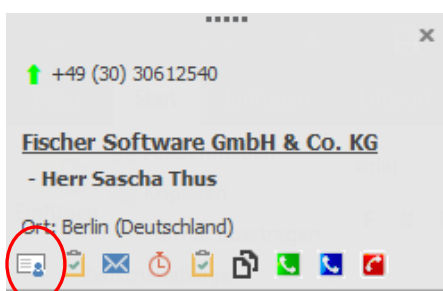 +49 (30) 30612540
Fischer Software GmbH & Co. KG
- Herr Sascha Thus
Ort: Berlin (Deutschland)